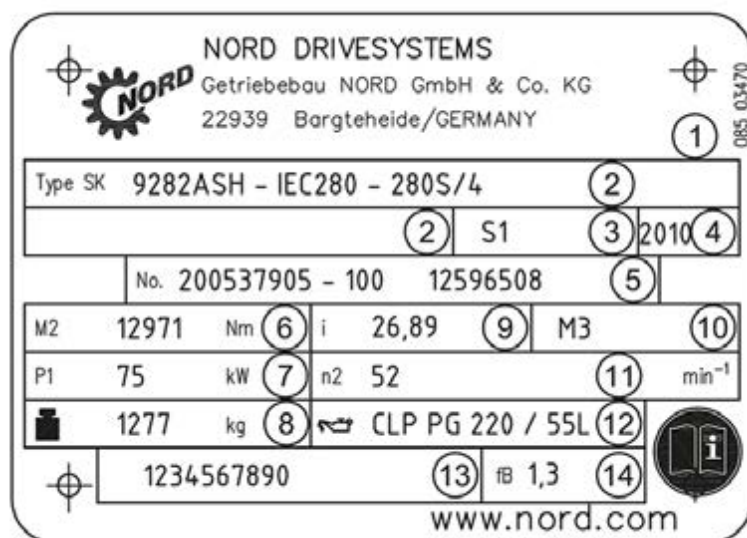 NORD DRIVESYSTEMS
NORD Getriebebau NORD GmbH & Co. KG
22939 Bargteheide/GERMANY
085 03470
1
Type SK 9282ASH - IEC280 - 280S/4 2
2 S1 3 2010 4
No. 200537905 - 100 12596508 5
M2 12971 Nm 6 i 26,89 9 M3 10
P1 75 kW 7 n2 52 11 min⁻¹
1277 kg 8 CLP PG 220 / 55L 12
i
1234567890 13 fB 1,3 14
www.nord.com